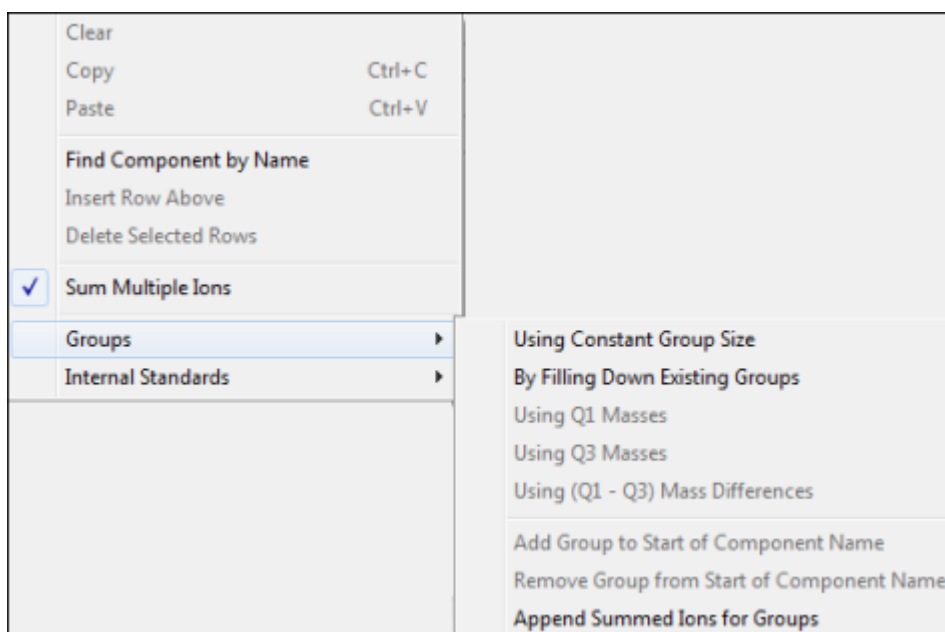 Clear
Copy Ctrl+C
Paste Ctrl+V
Find Component by Name
Insert Row Above
Delete Selected Rows
Sum Multiple Ions
Groups
Internal Standards
Using Constant Group Size
By Filling Down Existing Groups
Using Q1 Masses
Using Q3 Masses
Using (Q1 - Q3) Mass Differences
Add Group to Start of Component Name
Remove Group from Start of Component Name
Append Summed Ions for Groups